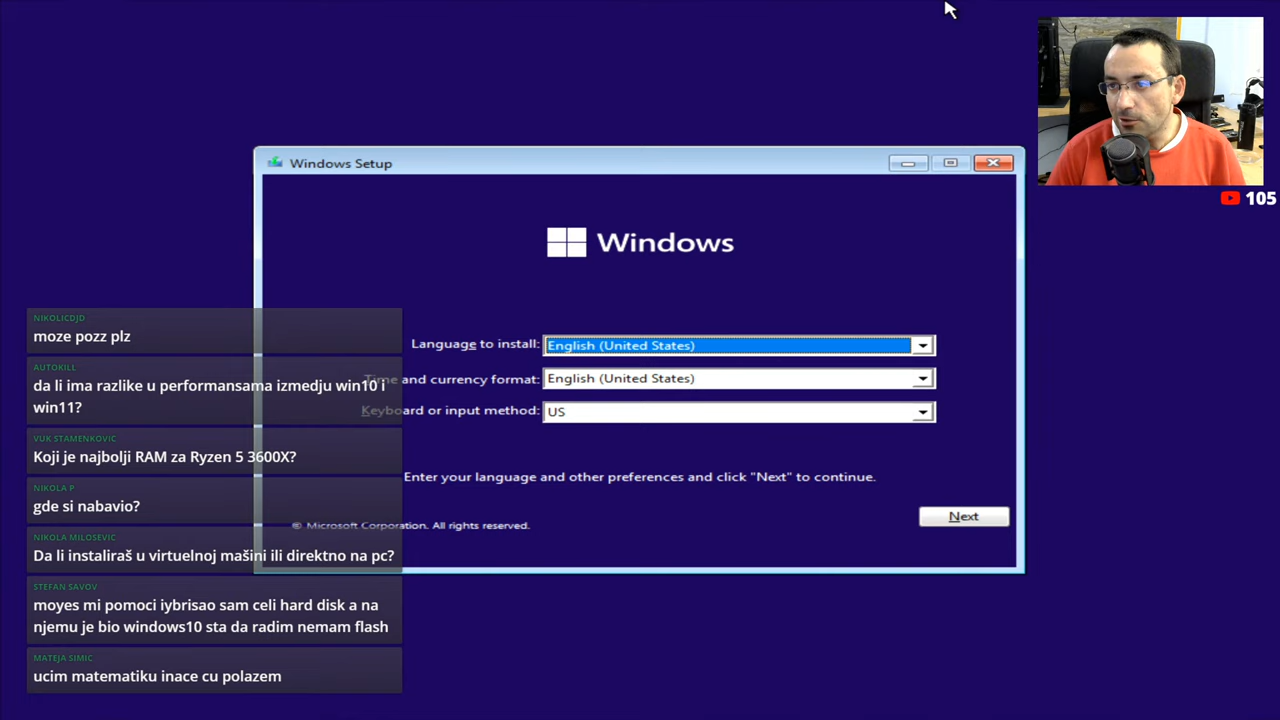 Windows Setup
Windows
Language to install: English (United States)
Time and currency format: English (United States)
Keyboard or input method: US
Enter your language and other preferences and click "Next" to continue.
© Microsoft Corporation. All rights reserved.
Next
105
NIKOLICDJD
moze pozz plz
AUTOKILL
da li ima razlike u performansama izmedju win10 i
win11?
VUK STAMENKOVIC
Koji je najbolji RAM za Ryzen 5 3600X?
NIKOLA P
gde si nabavio?
NIKOLA MILOSEVIC
Da li instaliraš u virtuelnoj mašini ili direktno na pc?
STEFAN SAVOV
moyes mi pomoci iybrisao sam celi hard disk a na
njemu je bio windows10 sta da radim nemam flash
MATEJA SIMIC
ucim matematiku inace cu polazem